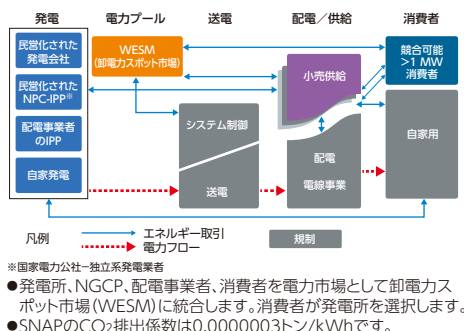 発電
電力プール
送電
配電／供給
消費者
民営化された
発電会社
民営化された
NPC-IPP※
配電事業者
のIPP
自家発電
WESM
(卸電力スポット市場)
システム制御
送電
小売供給
配電
電線事業
競合可能
>1 MW
消費者
自家用
凡例
エネルギー取引
電力フロー
規制
※国家電力公社ー独立系発電業者
●発電所、NGCP、配電事業者、消費者を電力市場として卸電力ス
ポット市場(WESM)に統合します。消費者が発電所を選択します。
●SNAPのCO2排出係数は0.0000003トン/kWhです。